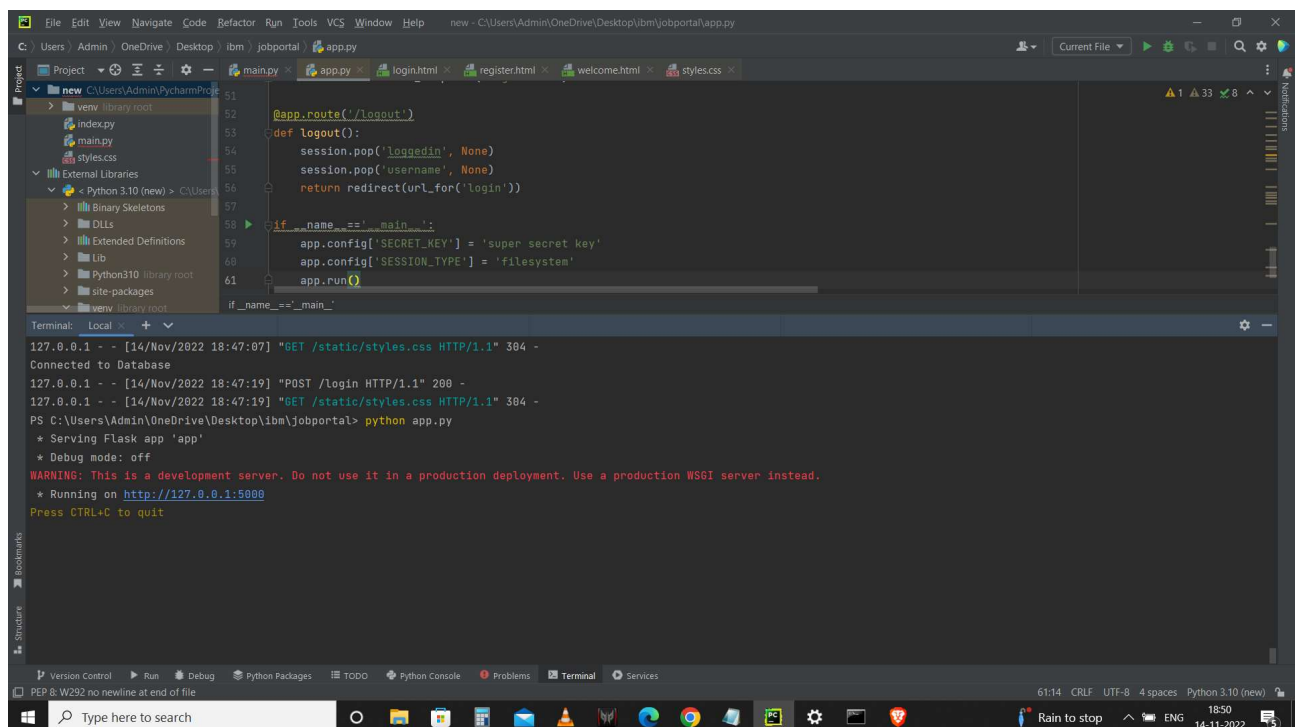 File Edit View Navigate Code Refactor Run Tools VCS Window Help new - C:\Users\Admin\OneDrive\Desktop\ibm\jobportal\app.py
C: Users Admin OneDrive Desktop ibm jobportal app.py Current File
Project main.py app.py login.html register.html welcome.html styles.css
Project
Notifications
new C:\Users\Admin\PycharmProje
venv library root
index.py
main.py
styles.css
External Libraries
< Python 3.10 (new) > C:\Users\
Binary Skeletons
DLLs
Extended Definitions
Lib
Python310 library root
site-packages
venv library root
1 33 8
51
52 @app.route('/logout')
53 def logout():
54 session.pop('loggedin', None)
55 session.pop('username', None)
56 return redirect(url_for('login'))
57
58 if __name__=='__main__':
59 app.config['SECRET_KEY'] = 'super secret key'
60 app.config['SESSION_TYPE'] = 'filesystem'
61 app.run()
if __name__=='__main__'
Terminal: Local
127.0.0.1 - - [14/Nov/2022 18:47:07] "GET /static/styles.css HTTP/1.1" 304 -
Connected to Database
127.0.0.1 - - [14/Nov/2022 18:47:19] "POST /login HTTP/1.1" 200 -
127.0.0.1 - - [14/Nov/2022 18:47:19] "GET /static/styles.css HTTP/1.1" 304 -
PS C:\Users\Admin\OneDrive\Desktop\ibm\jobportal> python app.py
* Serving Flask app 'app'
* Debug mode: off
WARNING: This is a development server. Do not use it in a production deployment. Use a production WSGI server instead.
* Running on http://127.0.0.1:5000
Press CTRL+C to quit
Bookmarks
Structure
Version Control Run Debug Python Packages TODO Python Console Problems Terminal Services
PEP 8: W292 no newline at end of file 61:14 CRLF UTF-8 4 spaces Python 3.10 (new)
Type here to search Rain to stop ENG 18:50
14-11-2022